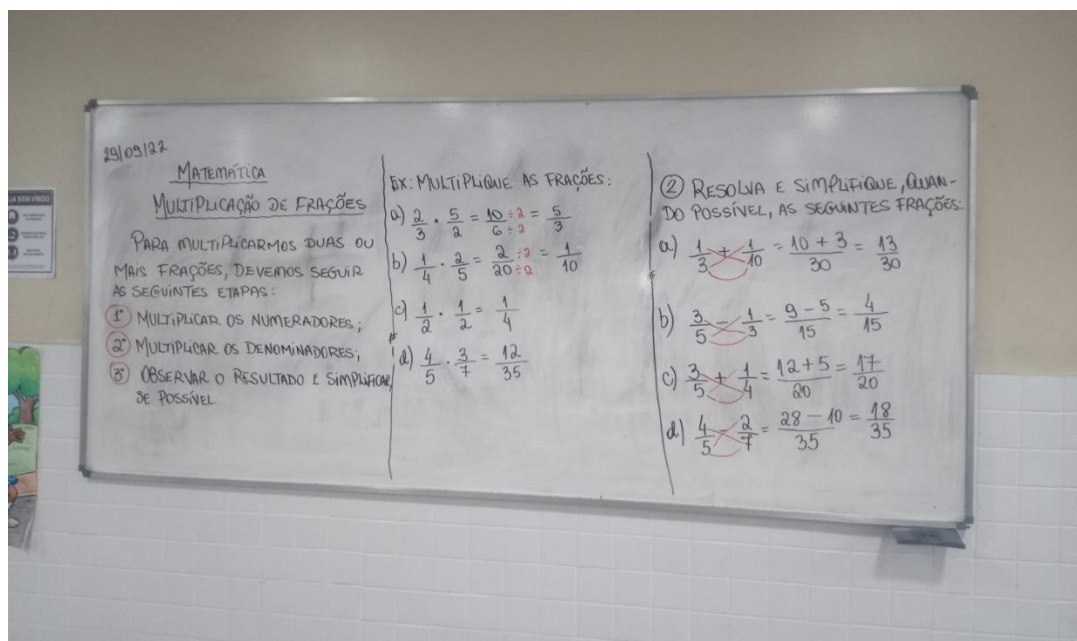 29/09/22
MATEMÁTICA
MULTIPLICAÇÃO DE FRAÇÕES
PARA MULTIPLICARMOS DUAS OU
MAIS FRAÇÕES, DEVEMOS SEGUIR
AS SEGUINTES ETAPAS:
1º MULTIPLICAR OS NUMERADORES;
2º MULTIPLICAR OS DENOMINADORES;
3º OBSERVAR O RESULTADO E SIMPLIFICAR,
SE POSSÍVEL.
EX: MULTIPLIQUE AS FRAÇÕES:
a) 2/3 · 5/2 = 10/6 ÷2/÷2 = 5/3
b) 1/4 · 2/5 = 2/20 ÷2/÷2 = 1/10
c) 1/2 · 1/2 = 1/4
d) 4/5 · 3/7 = 12/35
② RESOLVA E SIMPLIFIQUE, QUAN-
DO POSSÍVEL, AS SEGUINTES FRAÇÕES:
a) 1/3 + 1/10 = 10 + 3/30 = 13/30
b) 3/5 - 1/3 = 9 - 5/15 = 4/15
c) 3/5 + 1/4 = 12 + 5/20 = 17/20
d) 4/5 - 2/7 = 28 - 10/35 = 18/35